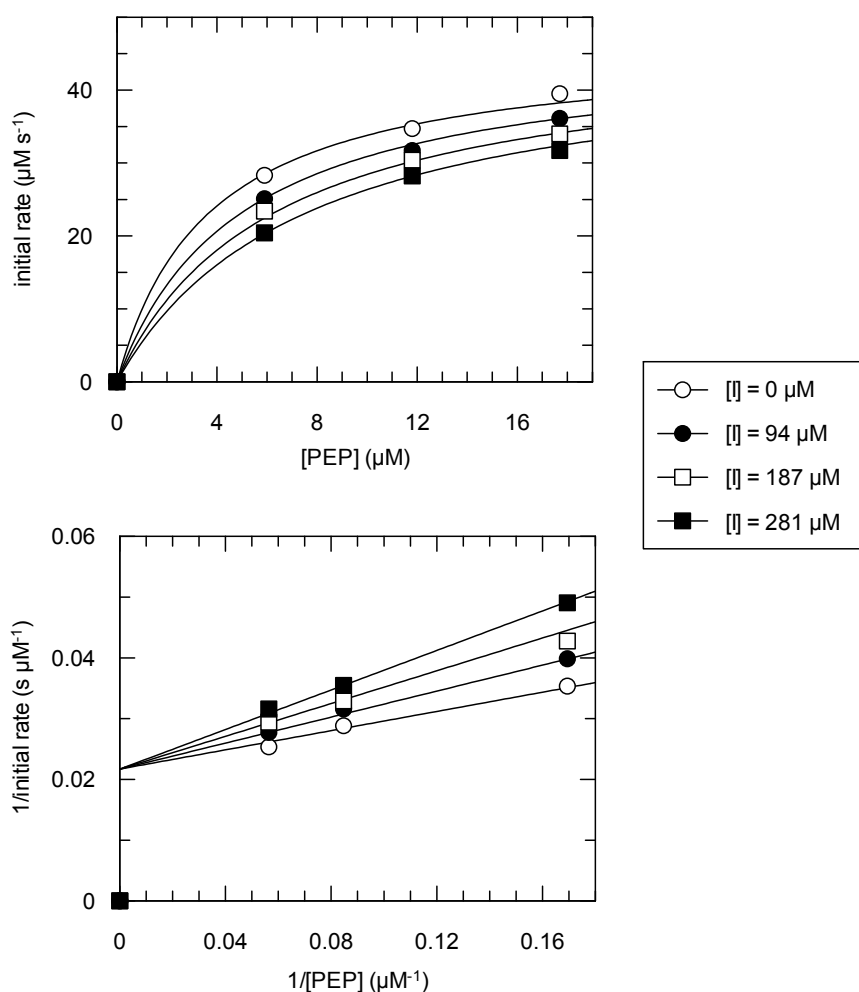 40
20
0
initial rate (µM s-1)
0
4
8
12
16
[PEP] (µM)
[I] = 0 µM
[I] = 94 µM
[I] = 187 µM
[I] = 281 µM
0.06
0.04
0.02
0
1/initial rate (s µM-1)
0
0.04
0.08
0.12
0.16
1/[PEP] (µM-1)